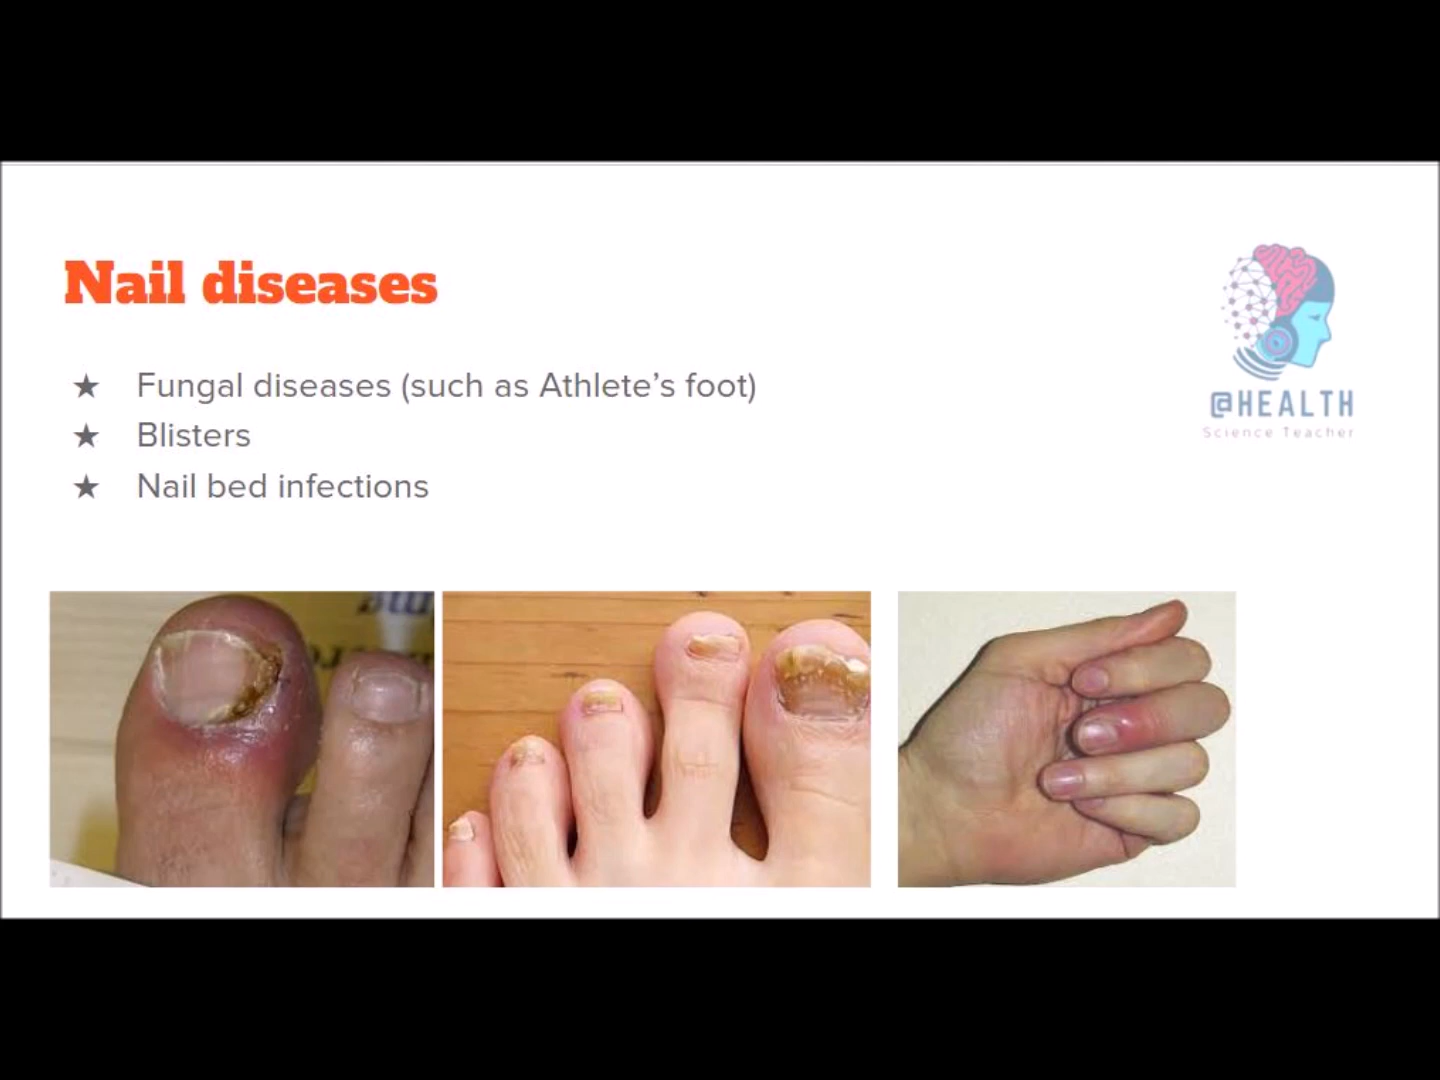 Nail diseases
★ Fungal diseases (such as Athlete's foot)
★ Blisters
★ Nail bed infections
@HEALTH
Science Teacher